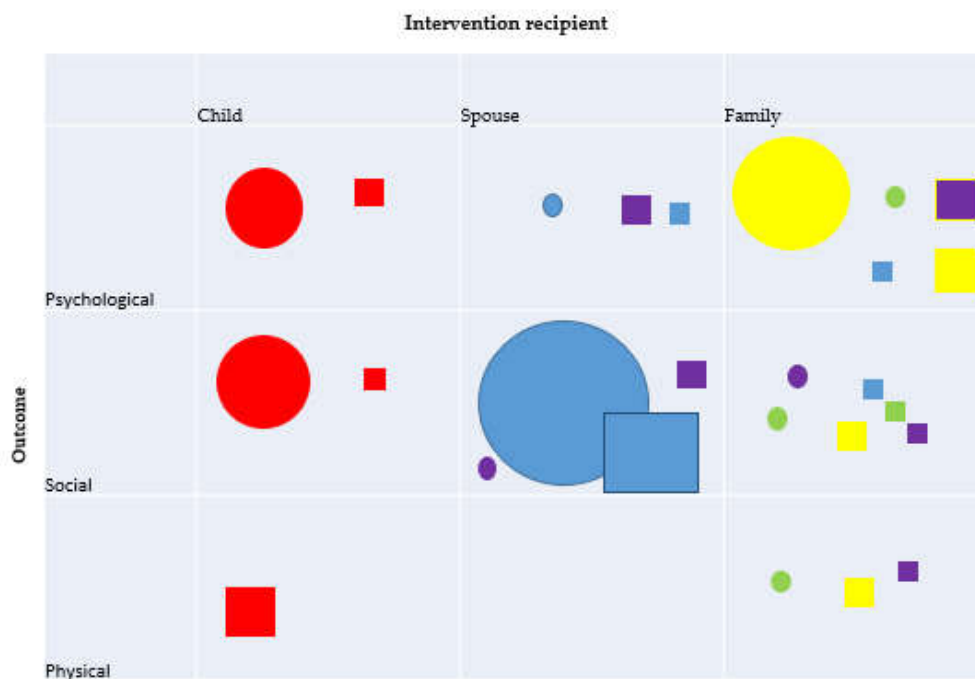 Intervention recipient
Child Spouse Family
Psychological
Outcome
Social
Physical